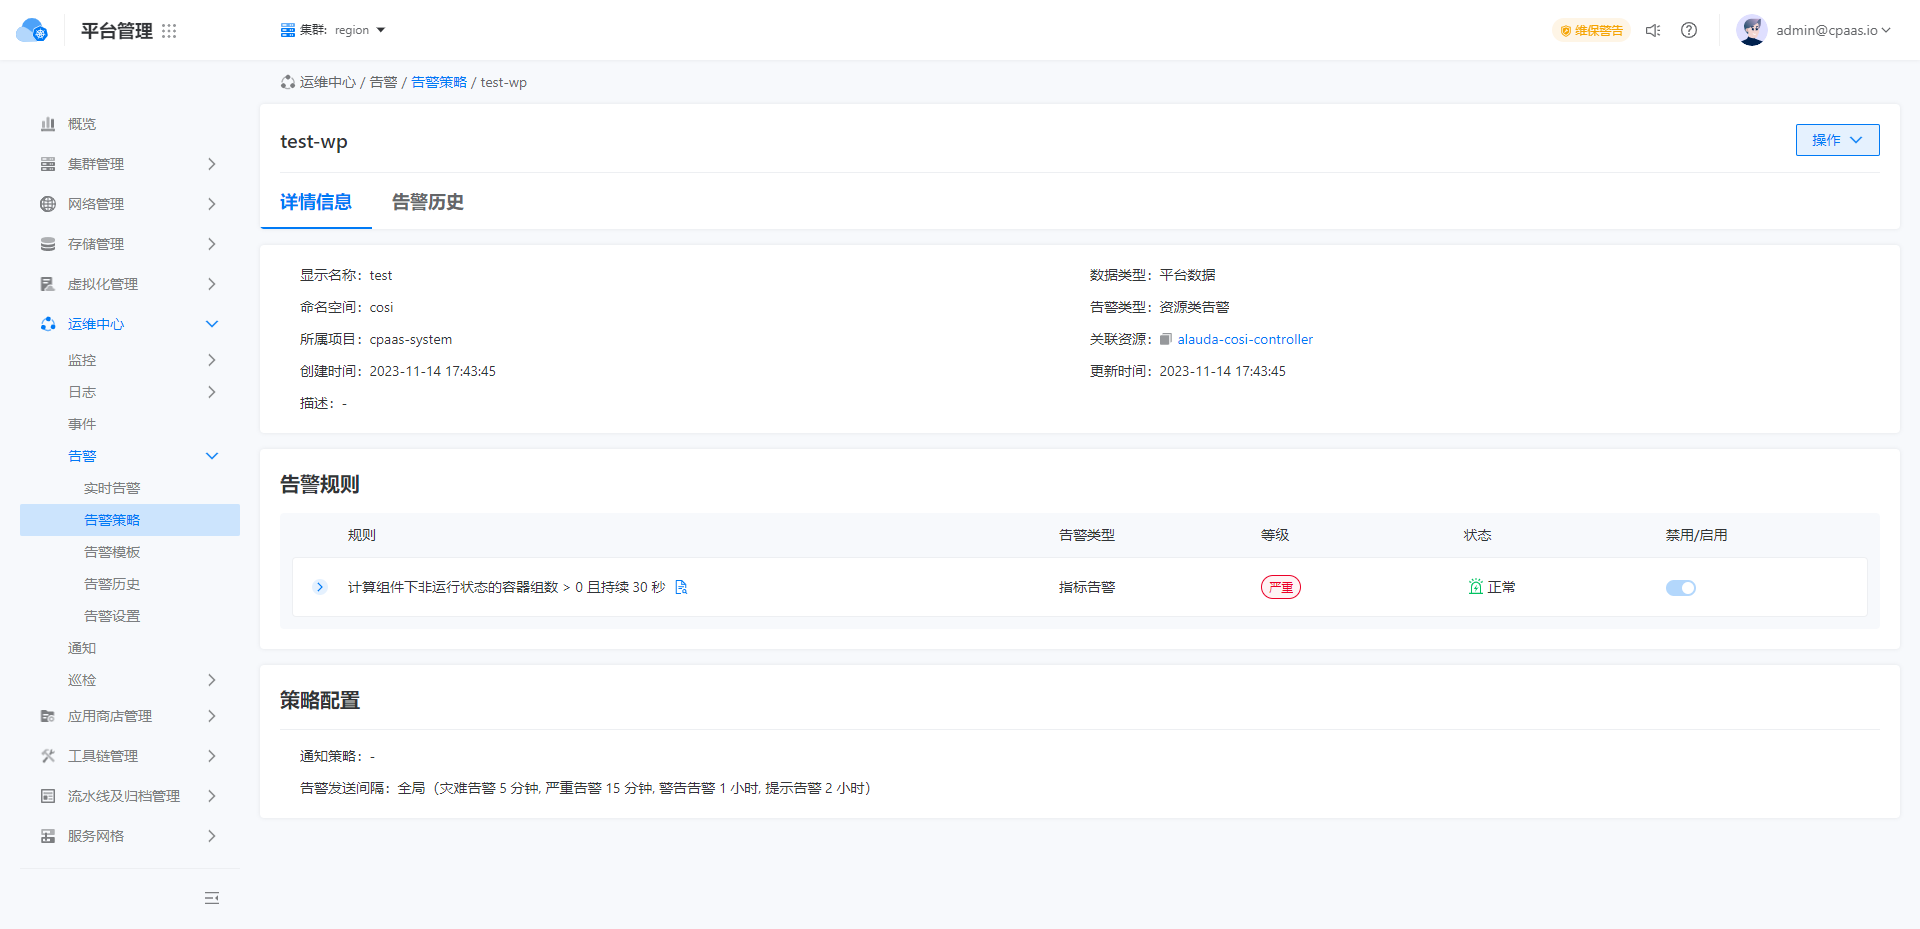 平台管理
集群: region
维保警告
admin@cpaas.io
运维中心 / 告警 / 告警策略 / test-wp
概览
集群管理
网络管理
存储管理
虚拟化管理
运维中心
监控
日志
事件
告警
实时告警
告警策略
告警模板
告警历史
告警设置
通知
巡检
应用商店管理
工具链管理
流水线及归档管理
服务网格
test-wp
操作
详情信息 告警历史
显示名称: test
数据类型: 平台数据
命名空间: cosi
告警类型: 资源类告警
所属项目: cpaas-system
关联资源: alauda-cosi-controller
创建时间: 2023-11-14 17:43:45
更新时间: 2023-11-14 17:43:45
描述: -
告警规则
规则 告警类型 等级 状态 禁用/启用
计算组件下非运行状态的容器组数 > 0 且持续 30 秒 指标告警 严重 正常
策略配置
通知策略: -
告警发送间隔: 全局（灾难告警 5 分钟, 严重告警 15 分钟, 警告告警 1 小时, 提示告警 2 小时）